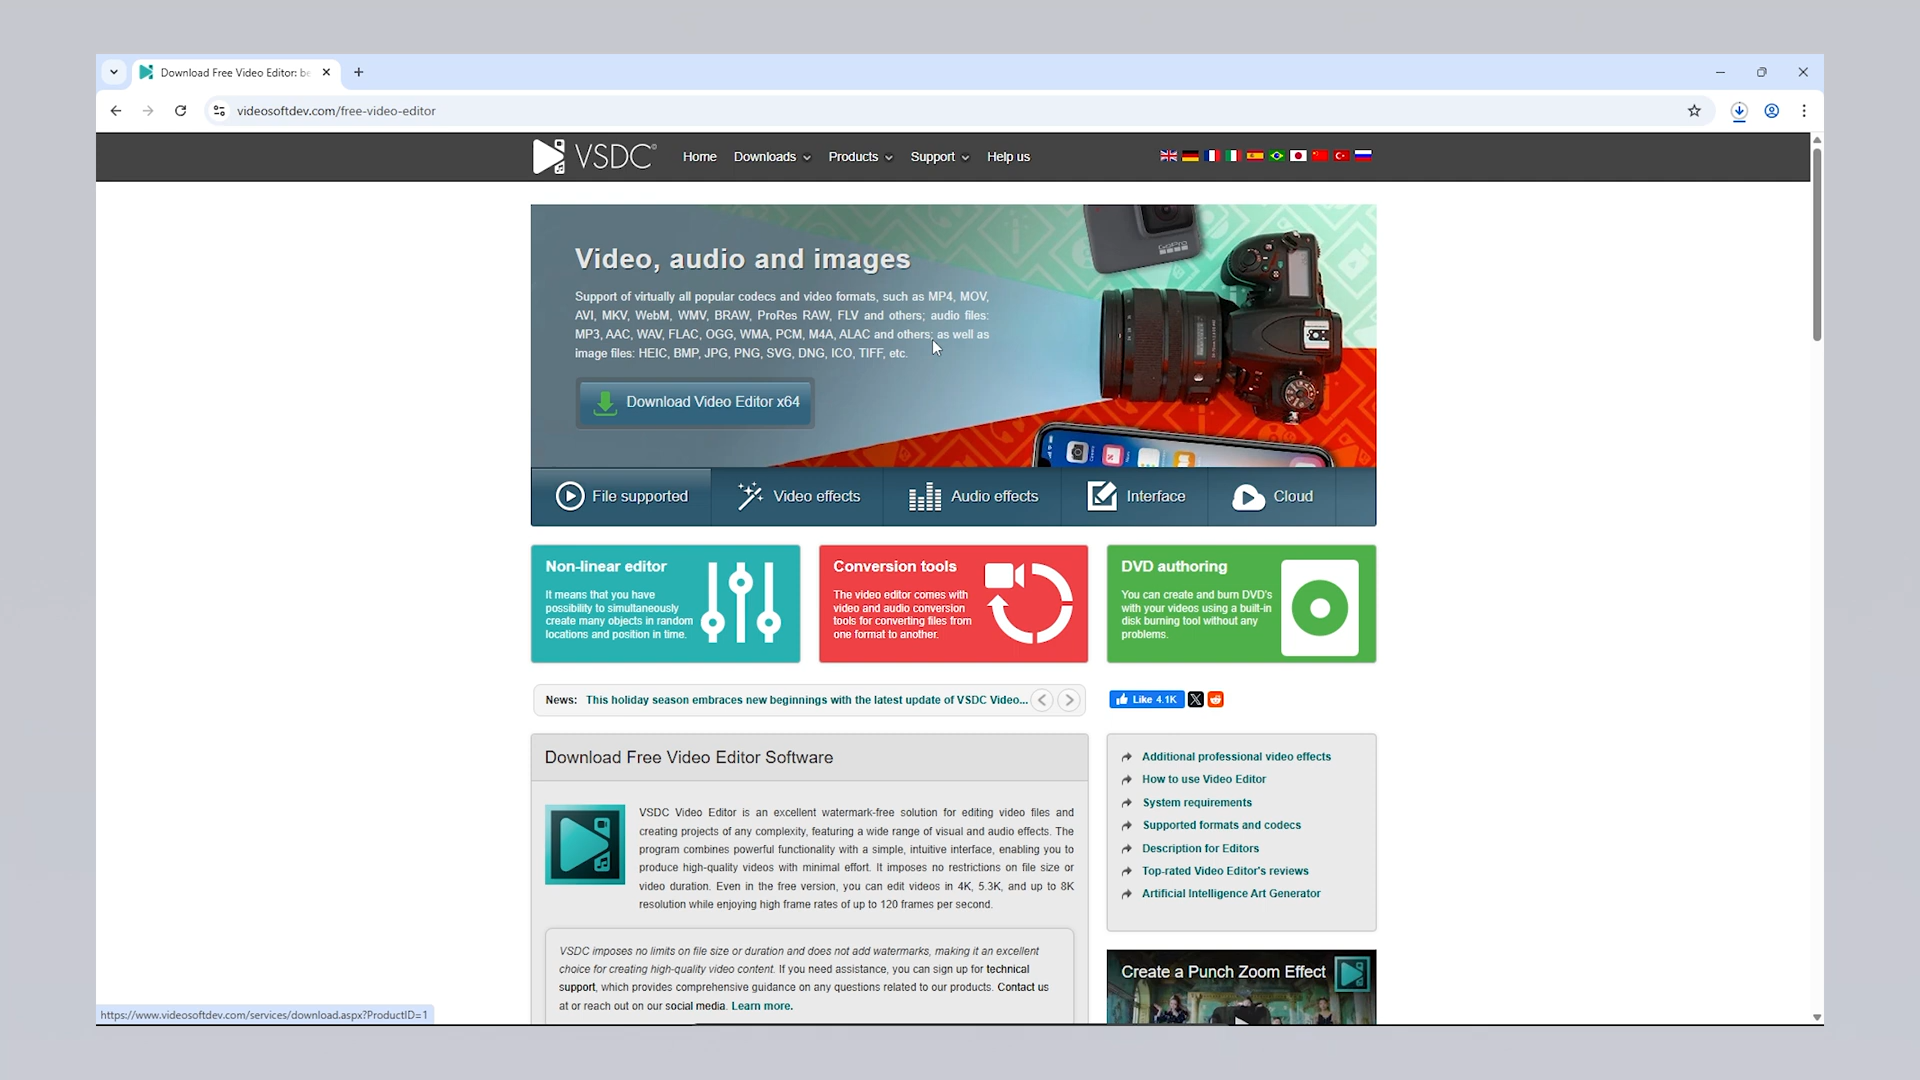 Download Free Video Editor: be
videosoftdev.com/free-video-editor
VSDC
Home
Downloads
Products
Support
Help us
Video, audio and images
Support of virtually all popular codecs and video formats, such as MP4, MOV,
AVI, MKV, WebM, WMV, BRAW, ProRes RAW, FLV and others; audio files:
MP3, AAC, WAV, FLAC, OGG, WMA, PCM, M4A, ALAC and others; as well as
image files: HEIC, BMP, JPG, PNG, SVG, DNG, ICO, TIFF, etc.
GoPro
Download Video Editor x64
File supported
Video effects
Audio effects
Interface
Cloud
Non-linear editor
It means that you have
possibility to simultaneously
create many objects in random
locations and position in time.
Conversion tools
The video editor comes with
video and audio conversion
tools for converting files from
one format to another.
DVD authoring
You can create and burn DVD's
with your videos using a built-in
disk burning tool without any
problems.
News: This holiday season embraces new beginnings with the latest update of VSDC Video...
Like 4.1K
Download Free Video Editor Software
VSDC Video Editor is an excellent watermark-free solution for editing video files and
creating projects of any complexity, featuring a wide range of visual and audio effects. The
program combines powerful functionality with a simple, intuitive interface, enabling you to
produce high-quality videos with minimal effort. It imposes no restrictions on file size or
video duration. Even in the free version, you can edit videos in 4K, 5.3K, and up to 8K
resolution while enjoying high frame rates of up to 120 frames per second.
VSDC imposes no limits on file size or duration and does not add watermarks, making it an excellent
choice for creating high-quality video content. If you need assistance, you can sign up for technical
support, which provides comprehensive guidance on any questions related to our products. Contact us
at or reach out on our social media. Learn more.
Additional professional video effects
How to use Video Editor
System requirements
Supported formats and codecs
Description for Editors
Top-rated Video Editor's reviews
Artificial Intelligence Art Generator
Create a Punch Zoom Effect
https://www.videosoftdev.com/services/download.aspx?ProductID=1